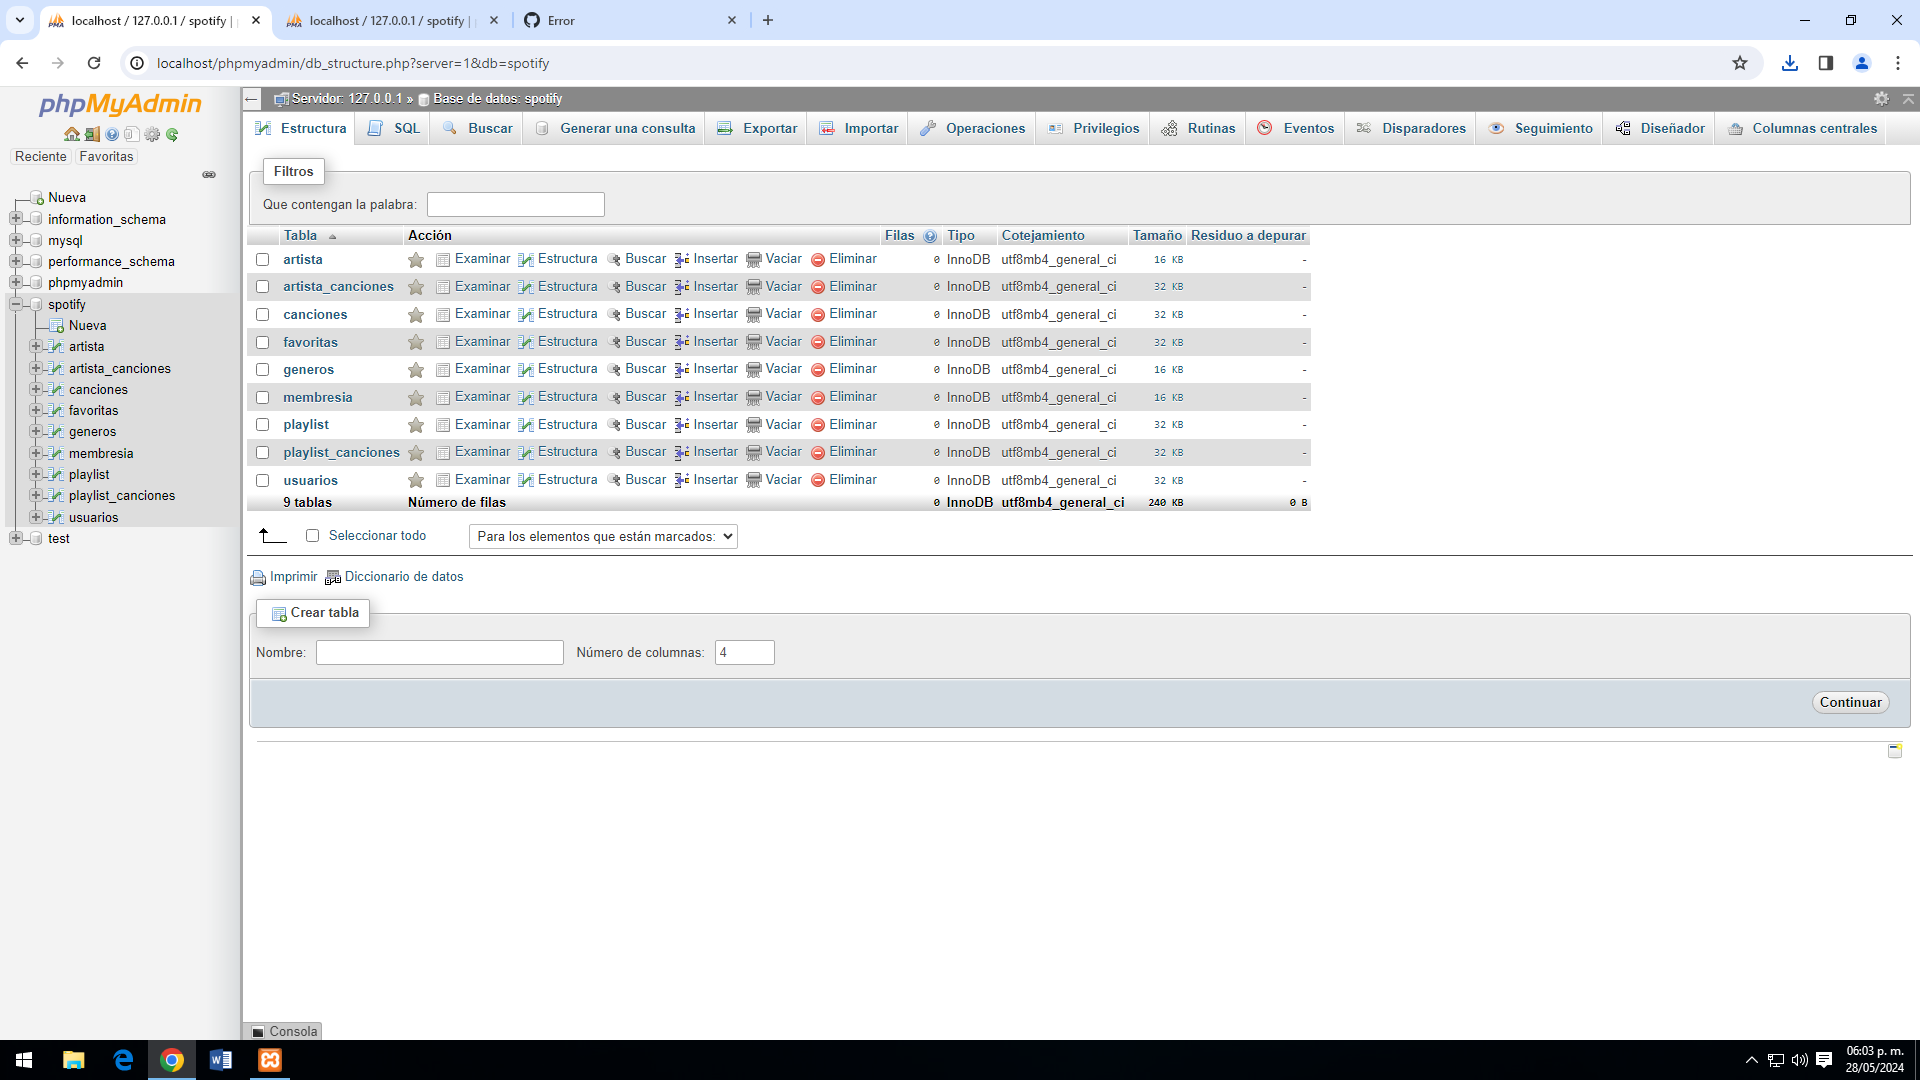 localhost / 127.0.0.1 / spotify |
localhost / 127.0.0.1 / spotify |
Error
localhost/phpmyadmin/db_structure.php?server=1&db=spotify
phpMyAdmin
Reciente Favoritas
Nueva
information_schema
mysql
performance_schema
phpmyadmin
spotify
Nueva
artista
artista_canciones
canciones
favoritas
generos
membresia
playlist
playlist_canciones
usuarios
test
Servidor: 127.0.0.1 » Base de datos: spotify
Estructura SQL Buscar Generar una consulta Exportar Importar Operaciones Privilegios Rutinas Eventos Disparadores Seguimiento Diseñador Columnas centrales
Filtros
Que contengan la palabra:
Tabla Acción Filas Tipo Cotejamiento Tamaño Residuo a depurar
artista Examinar Estructura Buscar Insertar Vaciar Eliminar 0 InnoDB utf8mb4_general_ci 16 KB -
artista_canciones Examinar Estructura Buscar Insertar Vaciar Eliminar 0 InnoDB utf8mb4_general_ci 32 KB -
canciones Examinar Estructura Buscar Insertar Vaciar Eliminar 0 InnoDB utf8mb4_general_ci 32 KB -
favoritas Examinar Estructura Buscar Insertar Vaciar Eliminar 0 InnoDB utf8mb4_general_ci 32 KB -
generos Examinar Estructura Buscar Insertar Vaciar Eliminar 0 InnoDB utf8mb4_general_ci 16 KB -
membresia Examinar Estructura Buscar Insertar Vaciar Eliminar 0 InnoDB utf8mb4_general_ci 16 KB -
playlist Examinar Estructura Buscar Insertar Vaciar Eliminar 0 InnoDB utf8mb4_general_ci 32 KB -
playlist_canciones Examinar Estructura Buscar Insertar Vaciar Eliminar 0 InnoDB utf8mb4_general_ci 32 KB -
usuarios Examinar Estructura Buscar Insertar Vaciar Eliminar 0 InnoDB utf8mb4_general_ci 32 KB -
9 tablas Número de filas 0 InnoDB utf8mb4_general_ci 240 KB 0 B
Seleccionar todo Para los elementos que están marcados:
Imprimir Diccionario de datos
Crear tabla
Nombre: Número de columnas: 4
Continuar
Consola
06:03 p. m.
28/05/2024